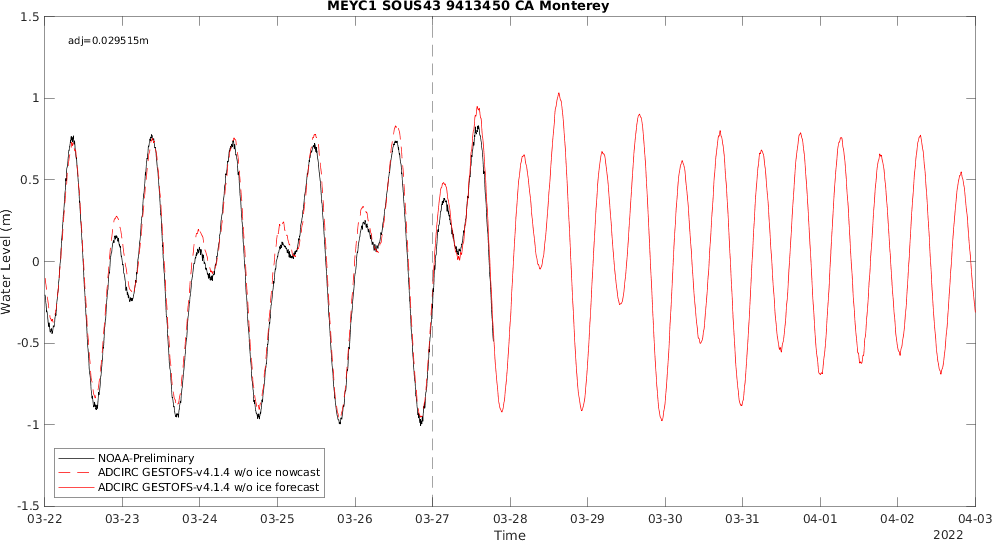 MEYC1 SOUS43 9413450 CA Monterey
adj=0.029515m
1.5
1
0.5
0
-0.5
-1
-1.5
Water Level (m)
NOAA-Preliminary
ADCIRC GESTOFS-v4.1.4 w/o ice nowcast
ADCIRC GESTOFS-v4.1.4 w/o ice forecast
03-22 03-23 03-24 03-25 03-26 03-27 03-28 03-29 03-30 03-31 04-01 04-02 04-03
Time
2022